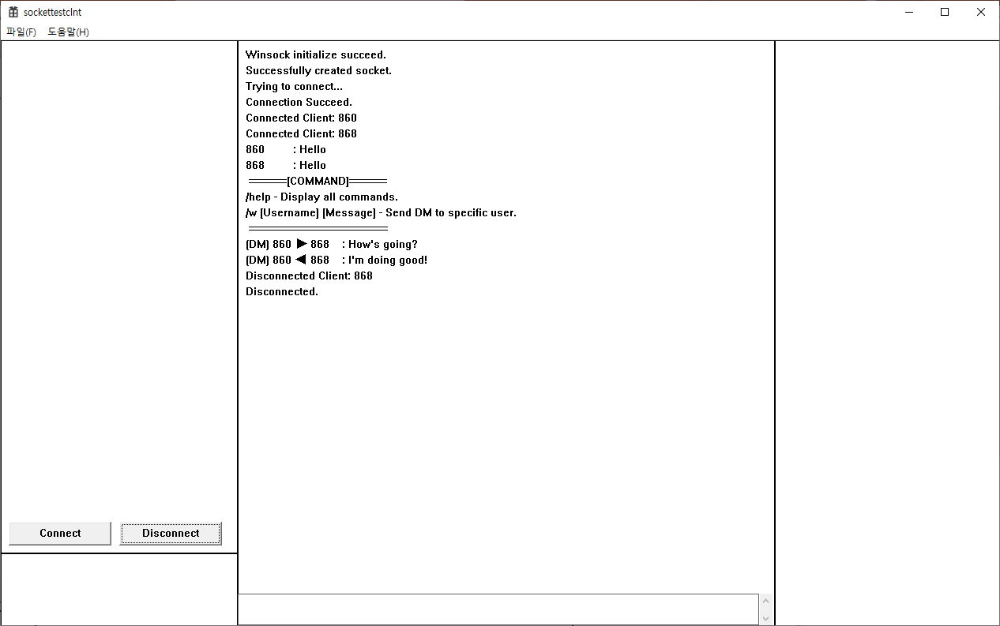 sockettestclnt
파일(F) 도움말(H)
Winsock initialize succeed.
Successfully created socket.
Trying to connect...
Connection Succeed.
Connected Client: 860
Connected Client: 868
860 : Hello
868 : Hello
======[COMMAND]======
/help - Display all commands.
/w [Username] [Message] - Send DM to specific user.
======================
(DM) 860 ▶ 868 : How's going?
(DM) 860 ◀ 868 : I'm doing good!
Disconnected Client: 868
Disconnected.
Connect Disconnect